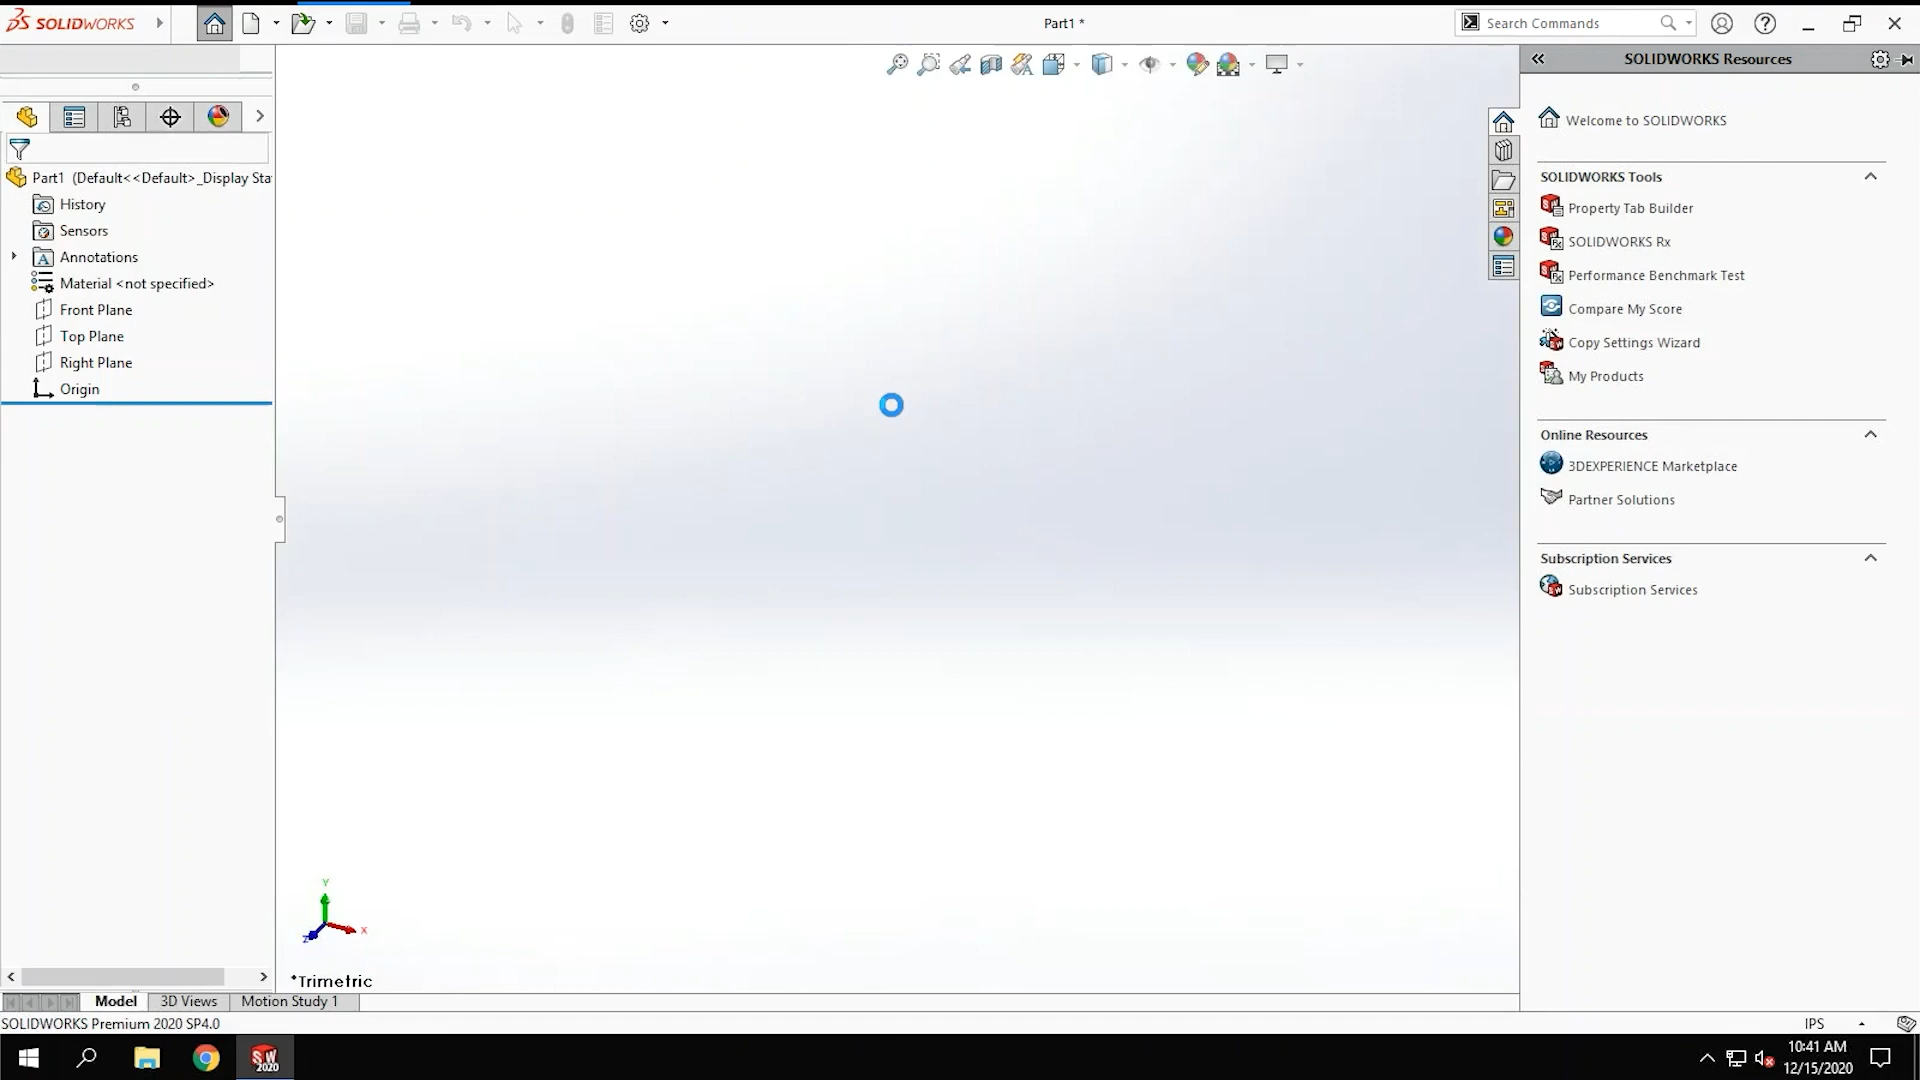 SOLIDWORKS
Part1 *
Search Commands
SOLIDWORKS Resources
Welcome to SOLIDWORKS
SOLIDWORKS Tools
Property Tab Builder
SOLIDWORKS Rx
Performance Benchmark Test
Compare My Score
Copy Settings Wizard
My Products
Online Resources
3DEXPERIENCE Marketplace
Partner Solutions
Subscription Services
Subscription Services
Part1 (Default<<Default>_Display Sta
History
Sensors
Annotations
Material <not specified>
Front Plane
Top Plane
Right Plane
Origin
Y
X
Z
*Trimetric
Model
3D Views
Motion Study 1
SOLIDWORKS Premium 2020 SP4.0
IPS
SW
2020
10:41 AM
12/15/2020